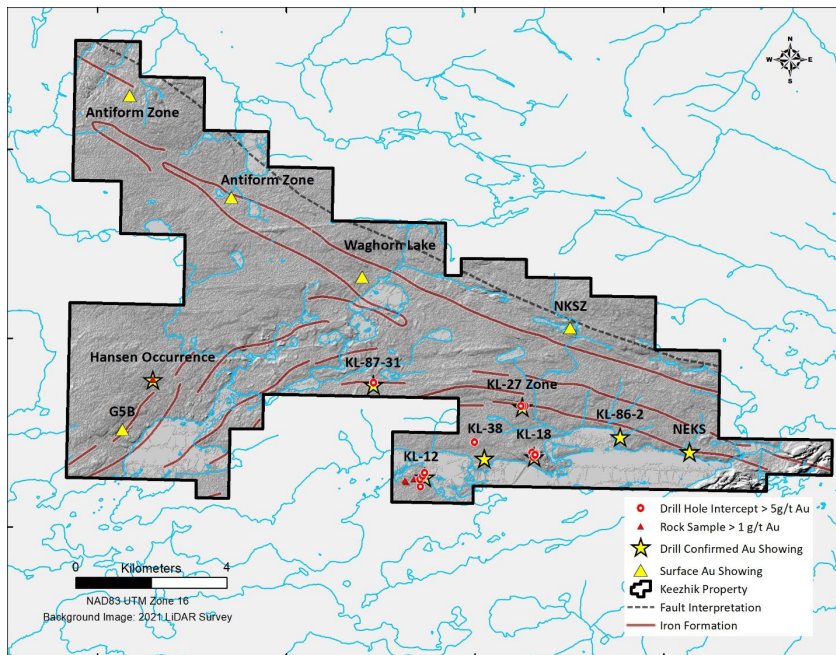 N
W E
S
Antiform Zone
Antiform Zone
Waghorn Lake
NKSZ
Hansen Occurrence
KL-87-31
KL-27 Zone
G5B
KL-86-2
KL-38
KL-18
NEKS
KL-12
Drill Hole Intercept > 5g/t Au
Rock Sample > 1 g/t Au
Drill Confirmed Au Showing
Surface Au Showing
Keezhik Property
Fault Interpretation
Iron Formation
Kilometers
0 2 4
NAD83 UTM Zone 16
Background Image: 2021 LiDAR Survey